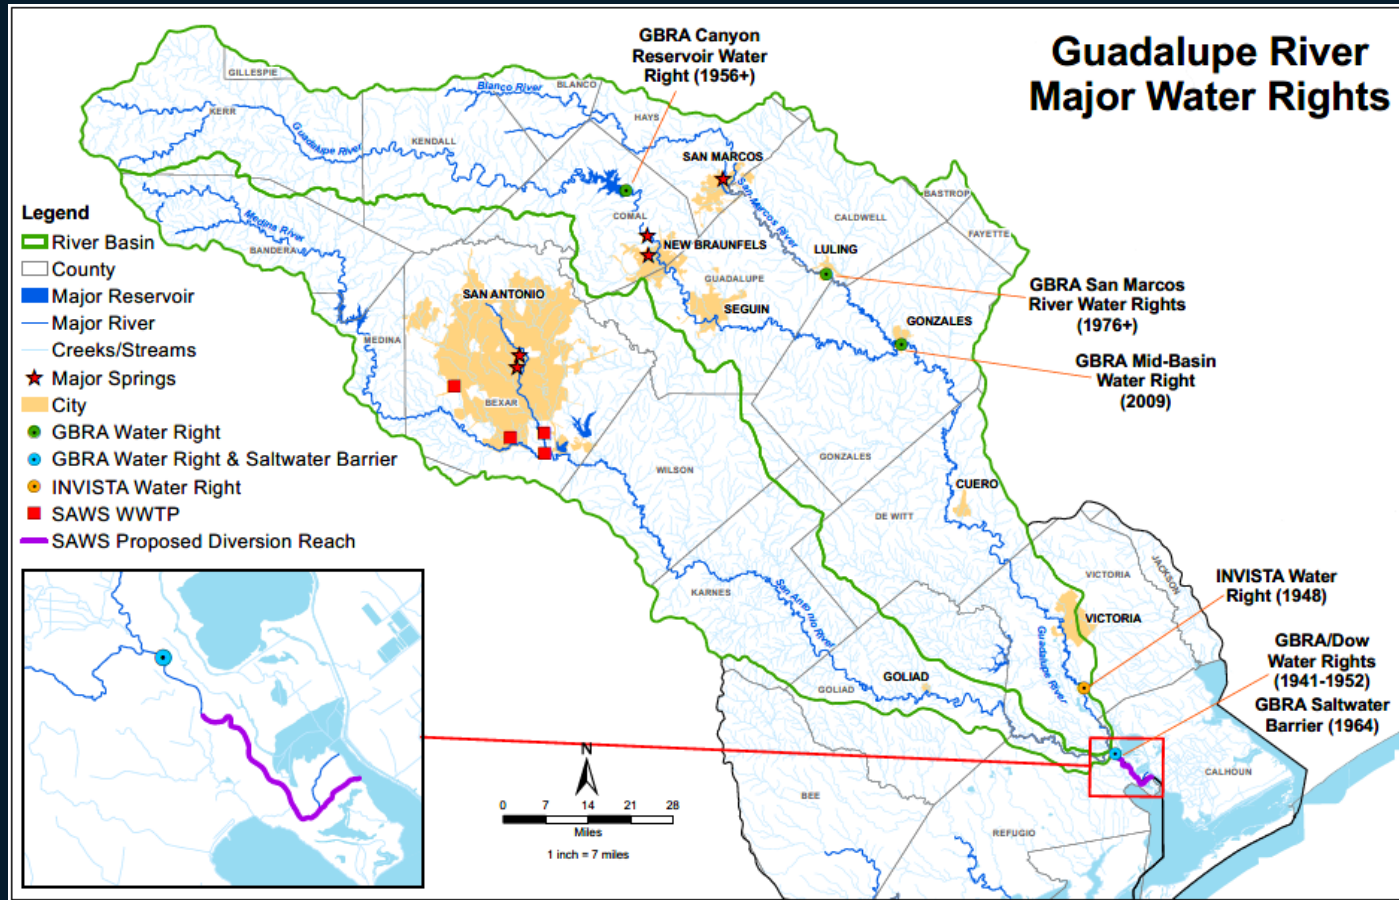 Guadalupe River
Major Water Rights
GBRA Canyon
Reservoir Water
Right (1956+)
GILLESPIE
KERR
Guadalupe River
KENDALL
Blanco River
BLANCO
HAYS
SAN MARCOS
San Marcos River
COMAL
NEW BRAUNFELS
GUADALUPE
SEGUIN
CALDWELL
LULING
BASTROP
FAYETTE
GBRA San Marcos
River Water Rights
(1976+)
GONZALES
GBRA Mid-Basin
Water Right
(2009)
Medina River
BANDERA
MEDINA
SAN ANTONIO
BEXAR
WILSON
GONZALES
CUERO
DE WITT
KARNES
San Antonio River
GOLIAD
GOLIAD
VICTORIA
JACKSON
VICTORIA
Guadalupe River
INVISTA Water
Right (1948)
GBRA/Dow
Water Rights
(1941-1952)
GBRA Saltwater
Barrier (1964)
CALHOUN
BEE
REFUGIO
Legend
River Basin
County
Major Reservoir
Major River
Creeks/Streams
Major Springs
City
GBRA Water Right
GBRA Water Right & Saltwater Barrier
INVISTA Water Right
SAWS WWTP
SAWS Proposed Diversion Reach
N
0 7 14 21 28
Miles
1 inch = 7 miles